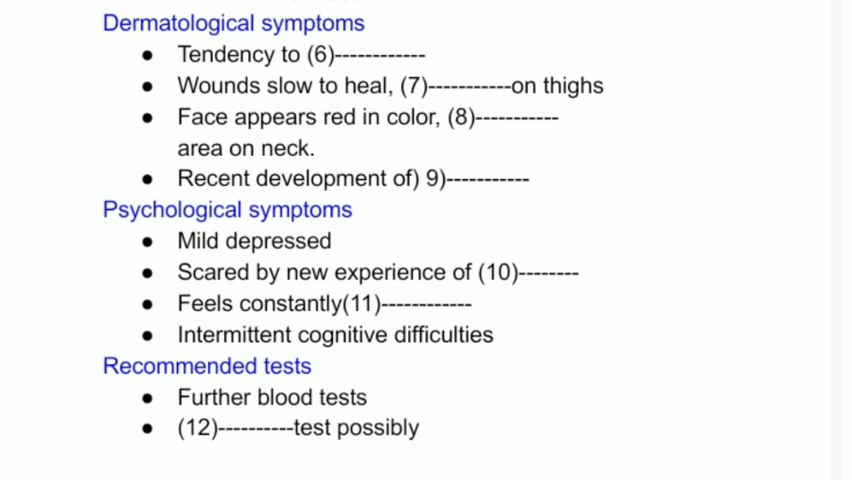 Dermatological symptoms
● Tendency to (6)------------
● Wounds slow to heal, (7)-----------on thighs
● Face appears red in color, (8)-----------
area on neck.
● Recent development of) 9)-----------
Psychological symptoms
● Mild depressed
● Scared by new experience of (10)--------
● Feels constantly(11)------------
● Intermittent cognitive difficulties
Recommended tests
● Further blood tests
● (12)----------test possibly